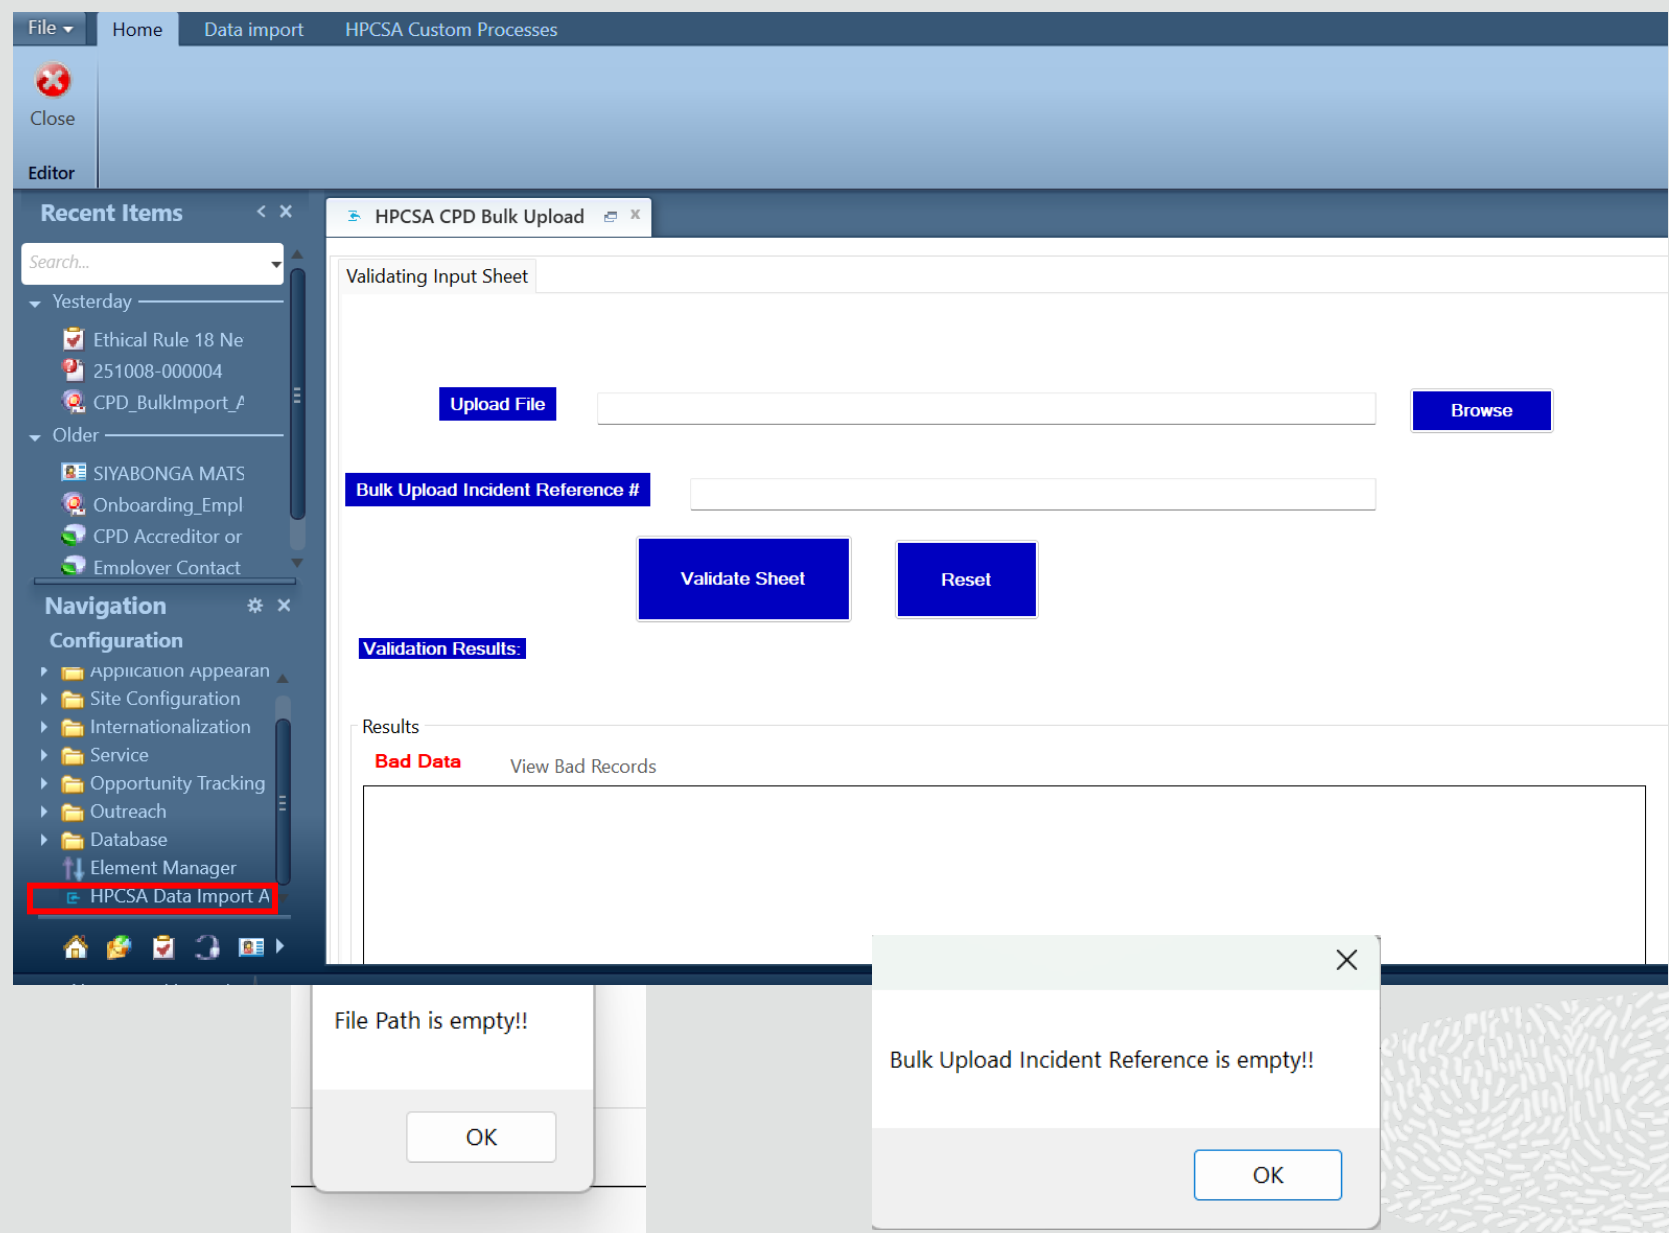 File
Home
Data import
HPCSA Custom Processes
Close
Editor
Recent Items
HPCSA CPD Bulk Upload
Search...
Validating Input Sheet
Yesterday
Ethical Rule 18 Ne
251008-000004
CPD_BulkImport_A
Older
SIYABONGA MATS
Onboarding_Empl
CPD Accreditor or
Employer Contact
Upload File
Browse
Bulk Upload Incident Reference #
Validate Sheet
Reset
Validation Results:
Navigation
Configuration
Application Appearan
Site Configuration
Internationalization
Service
Opportunity Tracking
Outreach
Database
Element Manager
HPCSA Data Import A
Results
Bad Data
View Bad Records
File Path is empty!!
OK
Bulk Upload Incident Reference is empty!!
OK